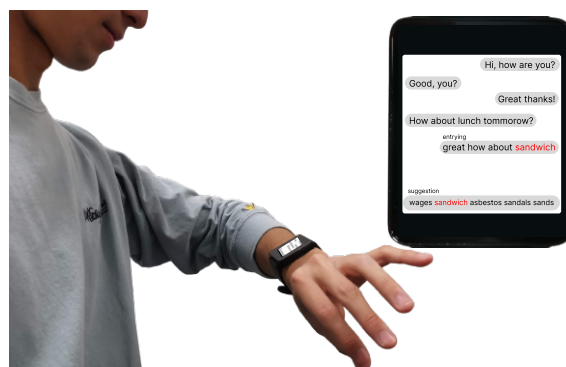 Hi, how are you?
Good, you?
Great thanks!
How about lunch tommorow?
entrying
great how about sandwich
suggestion
wages sandwich asbestos sandals sands